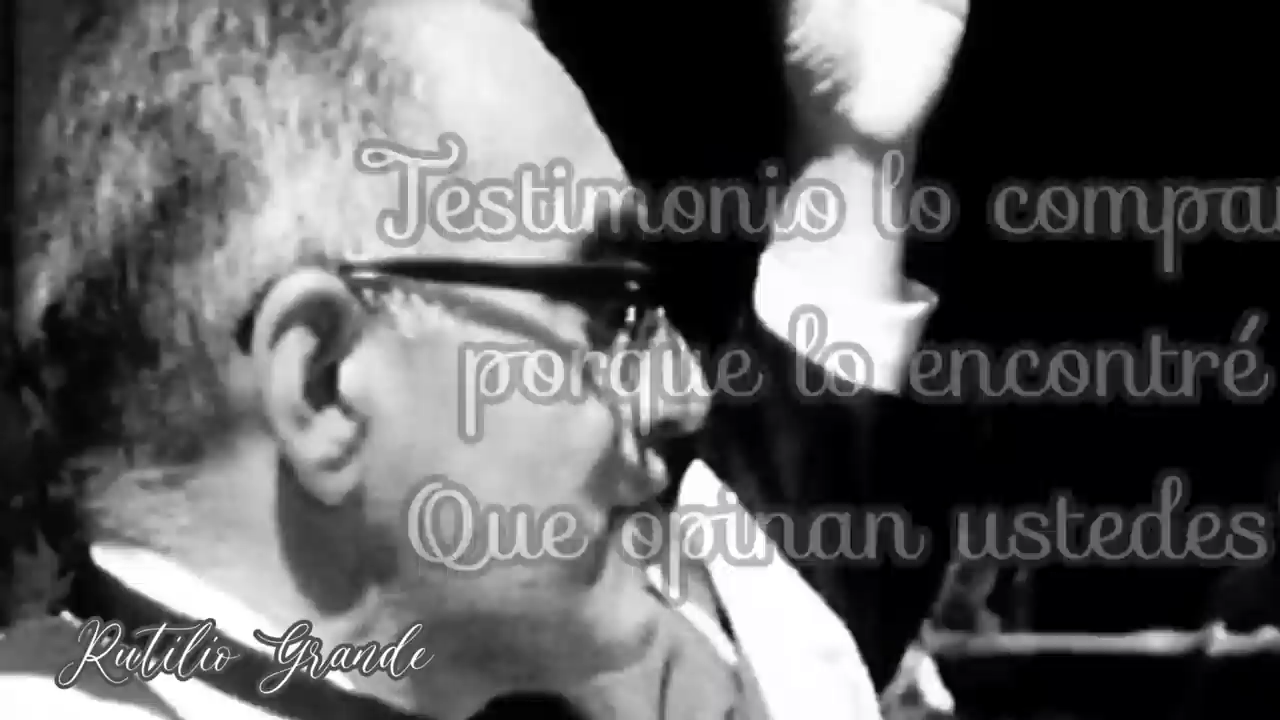 Testimonio lo compa
porque lo encontré
Que opinan ustedes
Rutilio Grande